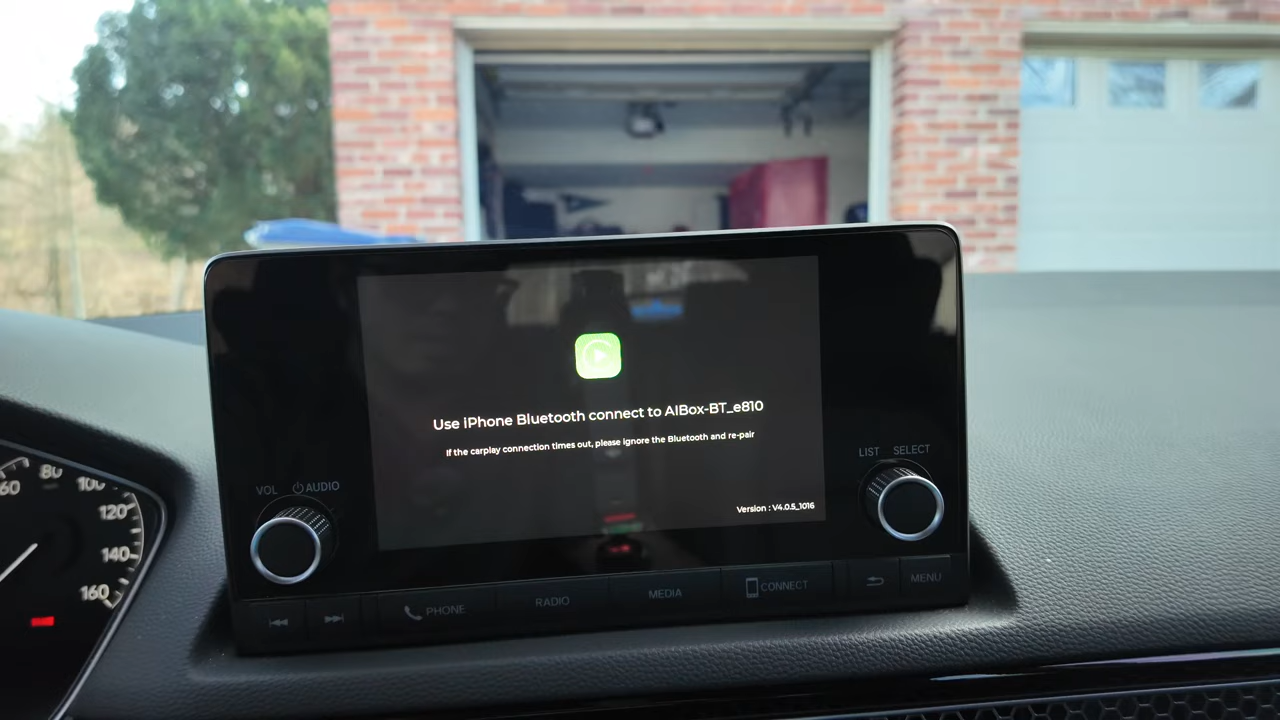 Use iPhone Bluetooth connect to AIBox-BT_e810
If the carplay connection times out, please ignore the Bluetooth and re-pair
Version : V4.0.5_1016
VOL AUDIO
LIST SELECT
PHONE
RADIO
MEDIA
CONNECT
MENU
60
80
100
120
140
160